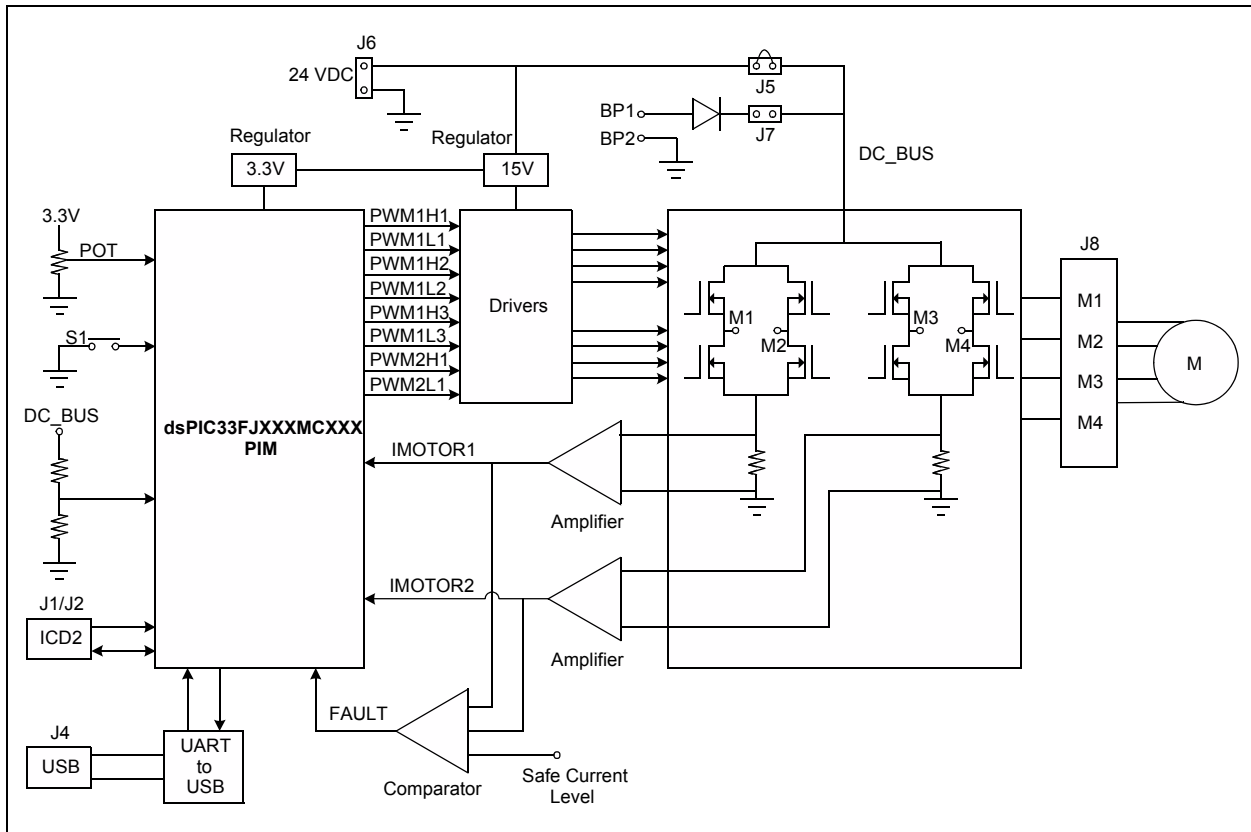 J6
24 VDC
J5
BP1
J7
BP2
DC_BUS
Regulator
3.3V
Regulator
15V
3.3V
POT
S1
DC_BUS
dsPIC33FJXXXMCXXX
PIM
PWM1H1
PWM1L1
PWM1H2
PWM1L2
PWM1H3
PWM1L3
PWM2H1
PWM2L1
Drivers
M1
M2
M3
M4
J8
M1
M2
M3
M4
M
IMOTOR1
Amplifier
IMOTOR2
Amplifier
J1/J2
ICD2
FAULT
Comparator
Safe Current
Level
J4
USB
UART
to
USB